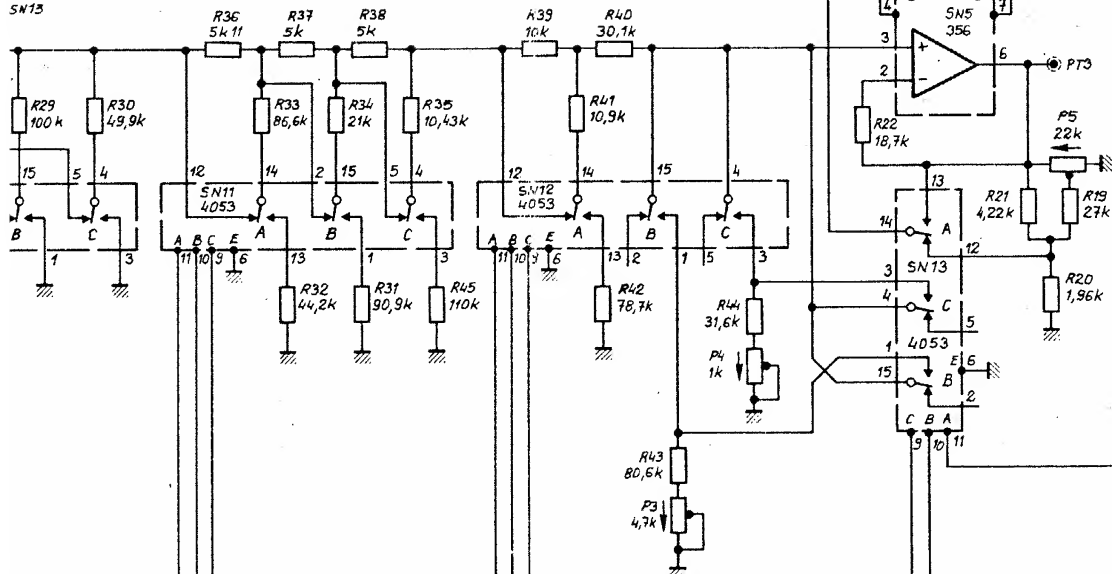 SN13
R36
5k11
R37
5k
R38
5k
R39
10k
R40
30,1k
4
7
SN5
356
3
+
2
−
6
PT3
R29
100k
R30
49,9k
R33
86,6k
R34
21k
R35
10,43k
R41
10,9k
R22
18,7k
P5
22k
15
5
4
12
14
2
15
5
4
12
14
15
4
13
SN11
4053
SN12
4053
R21
4,22k
R19
27k
B
C
A
B
C
A
B
C
14
A
12
1
3
A
B
C
E
11
10
9
6
13
1
3
A
B
C
E
11
10
9
6
13
2
1
5
3
SN13
3
4
C
5
R20
1,96k
R32
44,2k
R31
90,9k
R45
110k
R42
78,7k
R44
31,6k
4053
1
E
6
P4
1k
15
B
2
C
B
A
9
10
11
R43
80,6k
P3
4,7k